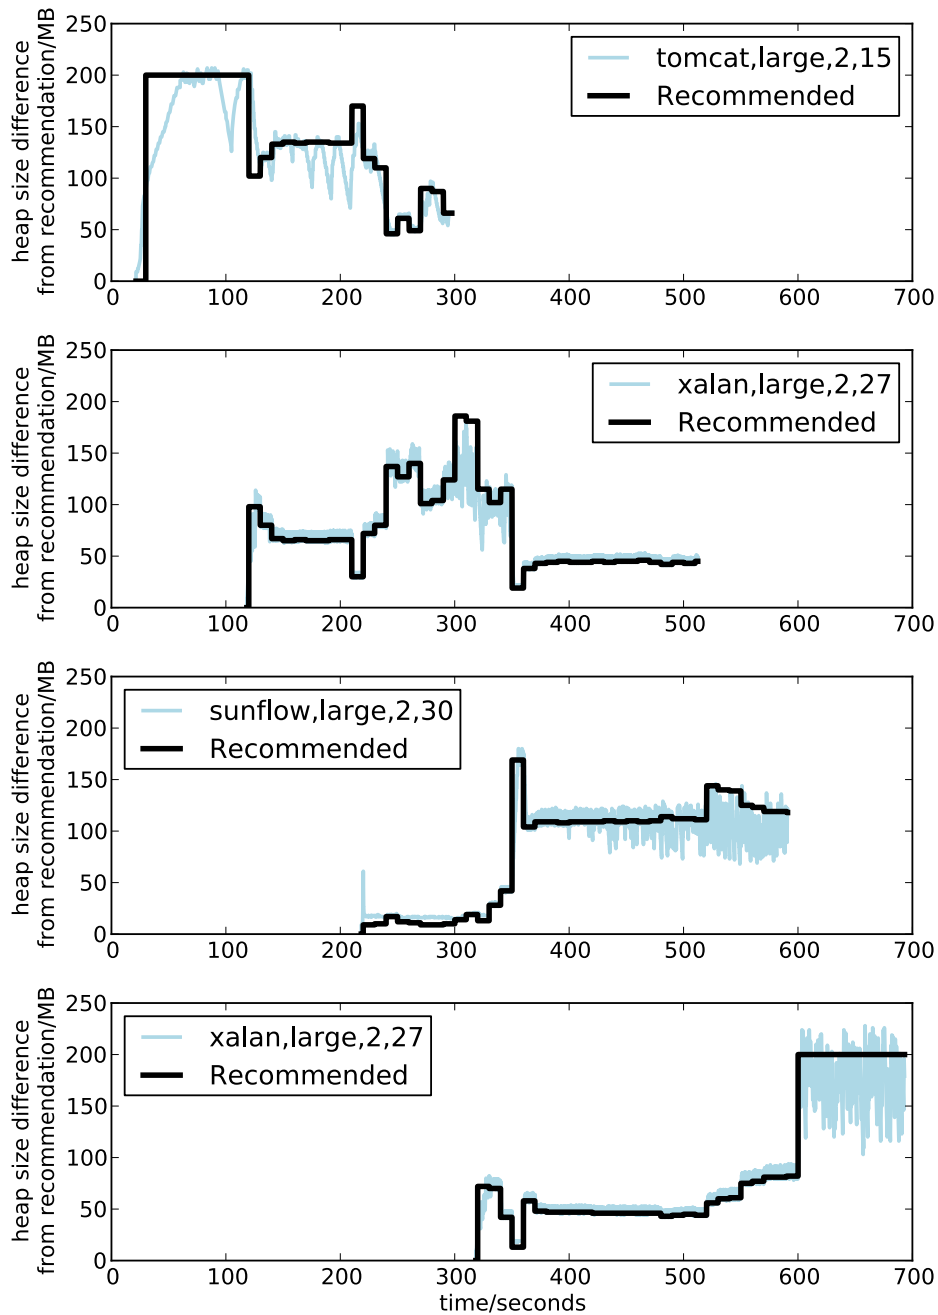 250
200
150
100
50
0
heap size difference
from recommendation/MB
tomcat,large,2,15
Recommended
0 100 200 300 400 500 600 700
250
200
150
100
50
0
heap size difference
from recommendation/MB
xalan,large,2,27
Recommended
0 100 200 300 400 500 600 700
250
200
150
100
50
0
heap size difference
from recommendation/MB
sunflow,large,2,30
Recommended
0 100 200 300 400 500 600 700
250
200
150
100
50
0
heap size difference
from recommendation/MB
xalan,large,2,27
Recommended
0 100 200 300 400 500 600 700
time/seconds